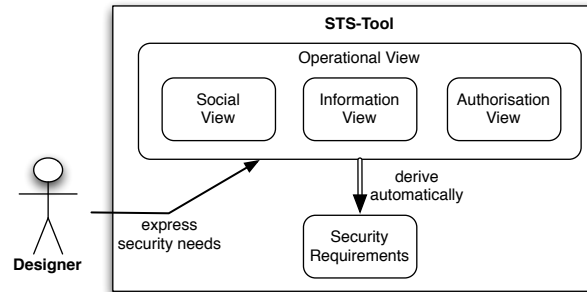 STS-Tool
Operational View
Social
View
Information
View
Authorisation
View
derive
automatically
express
security needs
Designer
Security
Requirements